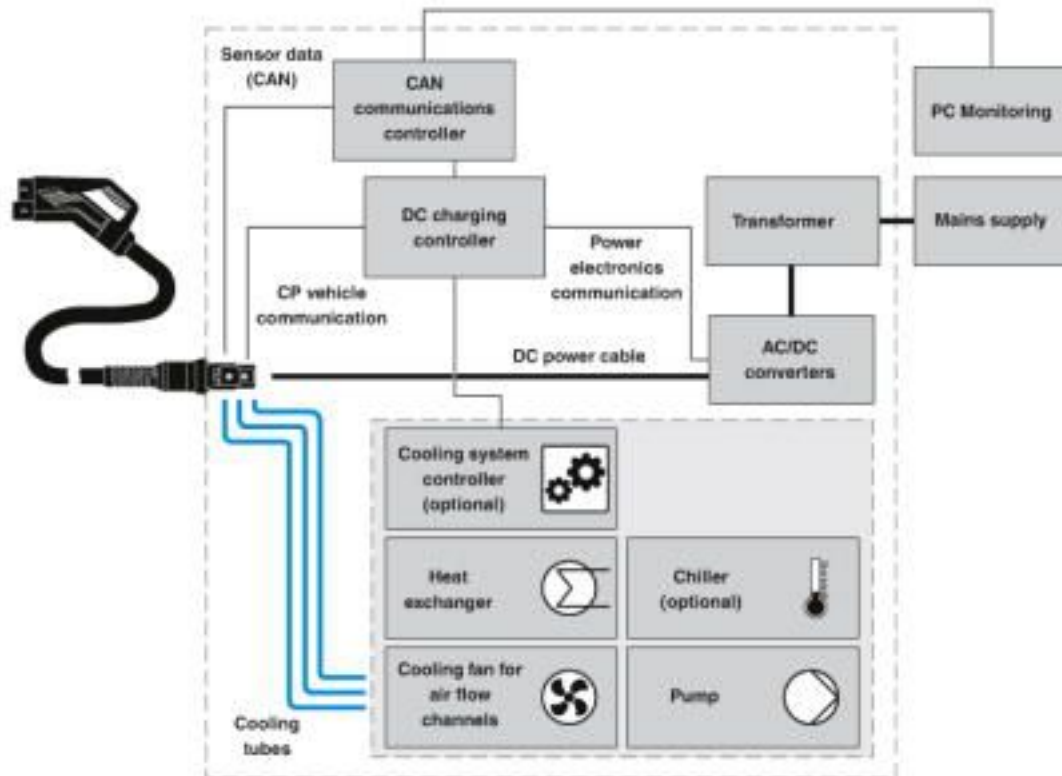 Sensor data
(CAN)
CAN
communications
controller
PC Monitoring
DC charging
controller
Transformer
Mains supply
Power
electronics
communication
CP vehicle
communication
DC power cable
AC/DC
converters
Cooling system
controller
(optional)
Heat
exchanger
Chiller
(optional)
Cooling fan for
air flow
channels
Pump
Cooling
tubes